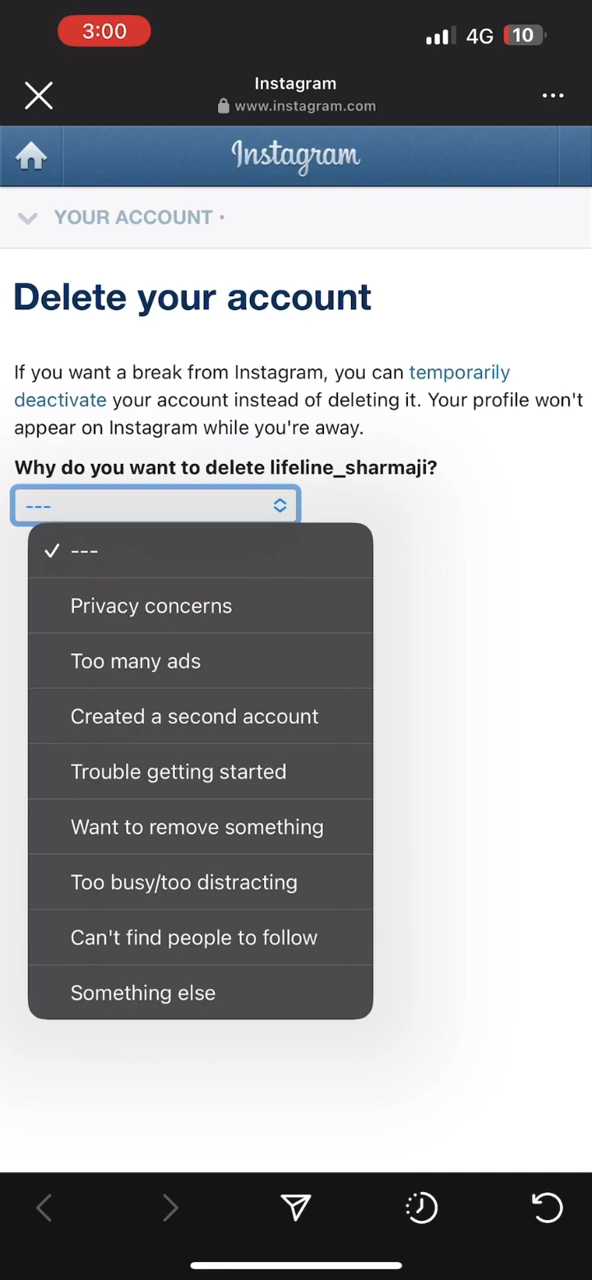 3:00
4G 10
Instagram
www.instagram.com
Instagram
YOUR ACCOUNT •
Delete your account
If you want a break from Instagram, you can temporarily
deactivate your account instead of deleting it. Your profile won't
appear on Instagram while you're away.
Why do you want to delete lifeline_sharmaji?
---
✓ ---
Privacy concerns
Too many ads
Created a second account
Trouble getting started
Want to remove something
Too busy/too distracting
Can't find people to follow
Something else